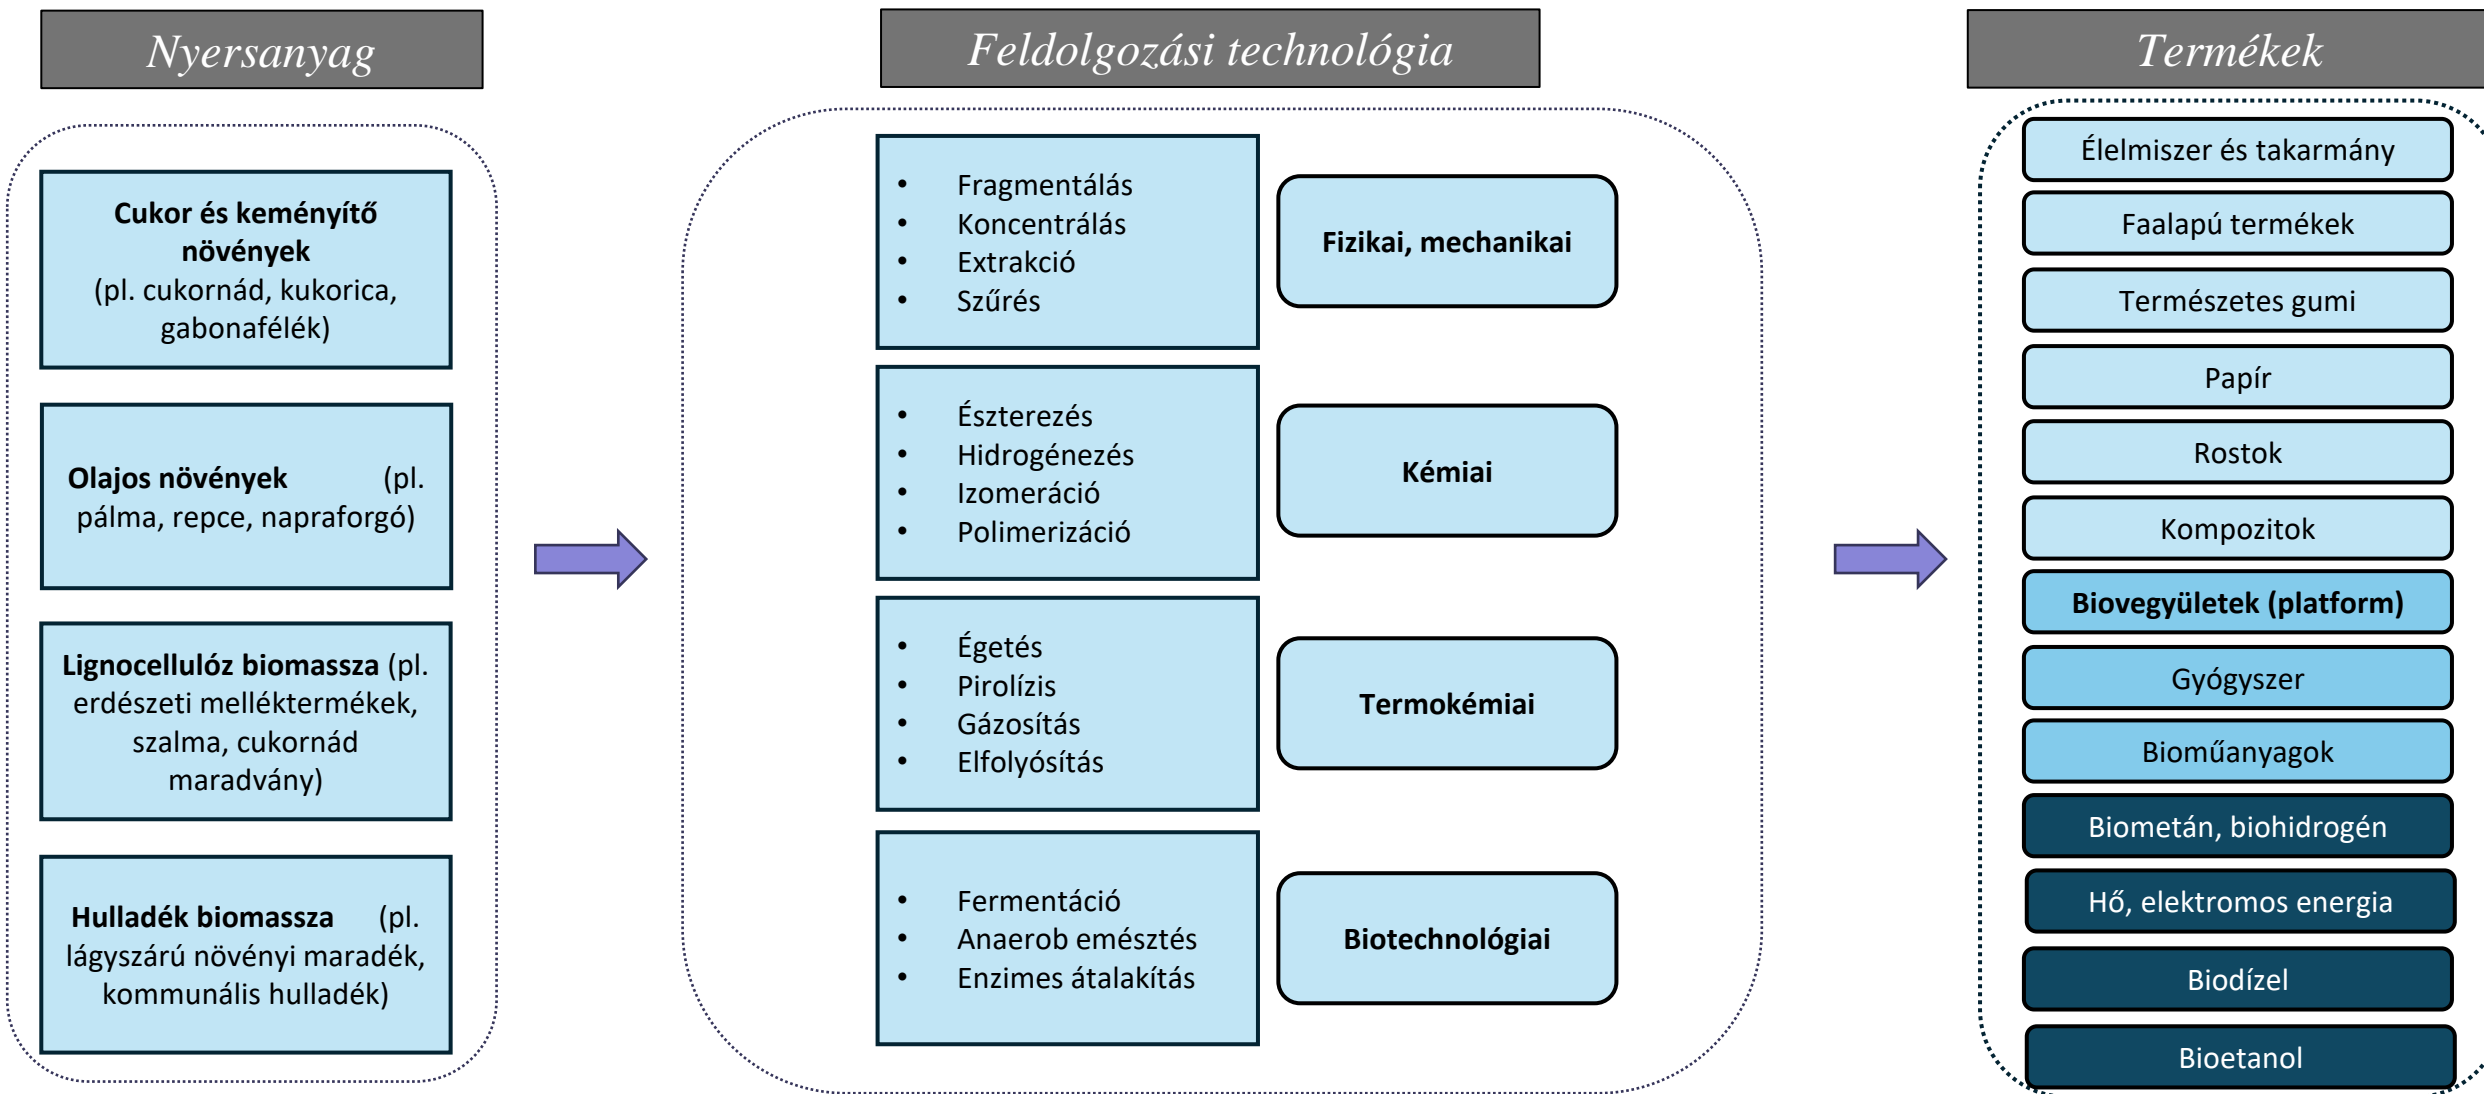 Nyersanyag
Cukor és keményítő
növények
(pl. cukornád, kukorica,
gabonafélék)
Olajos növények (pl.
pálma, repce, napraforgó)
Lignocellulóz biomassza (pl.
erdészeti melléktermékek,
szalma, cukornád
maradvány)
Hulladék biomassza (pl.
lágyszárú növényi maradék,
kommunális hulladék)
Feldolgozási technológia
• Fragmentálás
• Koncentrálás
• Extrakció
• Szűrés
Fizikai, mechanikai
• Észterezés
• Hidrogénezés
• Izomeráció
• Polimerizáció
Kémiai
• Égetés
• Pirolízis
• Gázosítás
• Elfolyósítás
Termokémiai
• Fermentáció
• Anaerob emésztés
• Enzimes átalakítás
Biotechnológiai
Termékek
Élelmiszer és takarmány
Faalapú termékek
Természetes gumi
Papír
Rostok
Kompozitok
Biovegyületek (platform)
Gyógyszer
Bioműanyagok
Biometán, biohidrogén
Hő, elektromos energia
Biodízel
Bioetanol